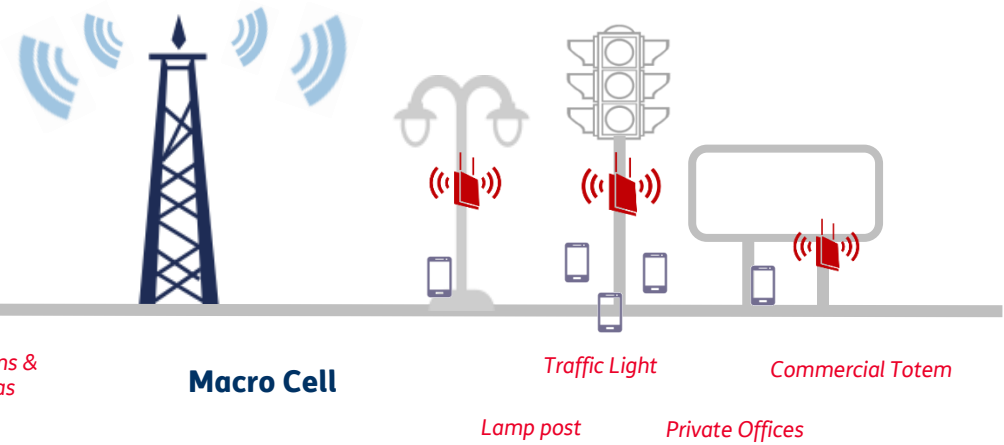 ns &
as
Macro Cell
Traffic Light
Commercial Totem
Lamp post
Private Offices